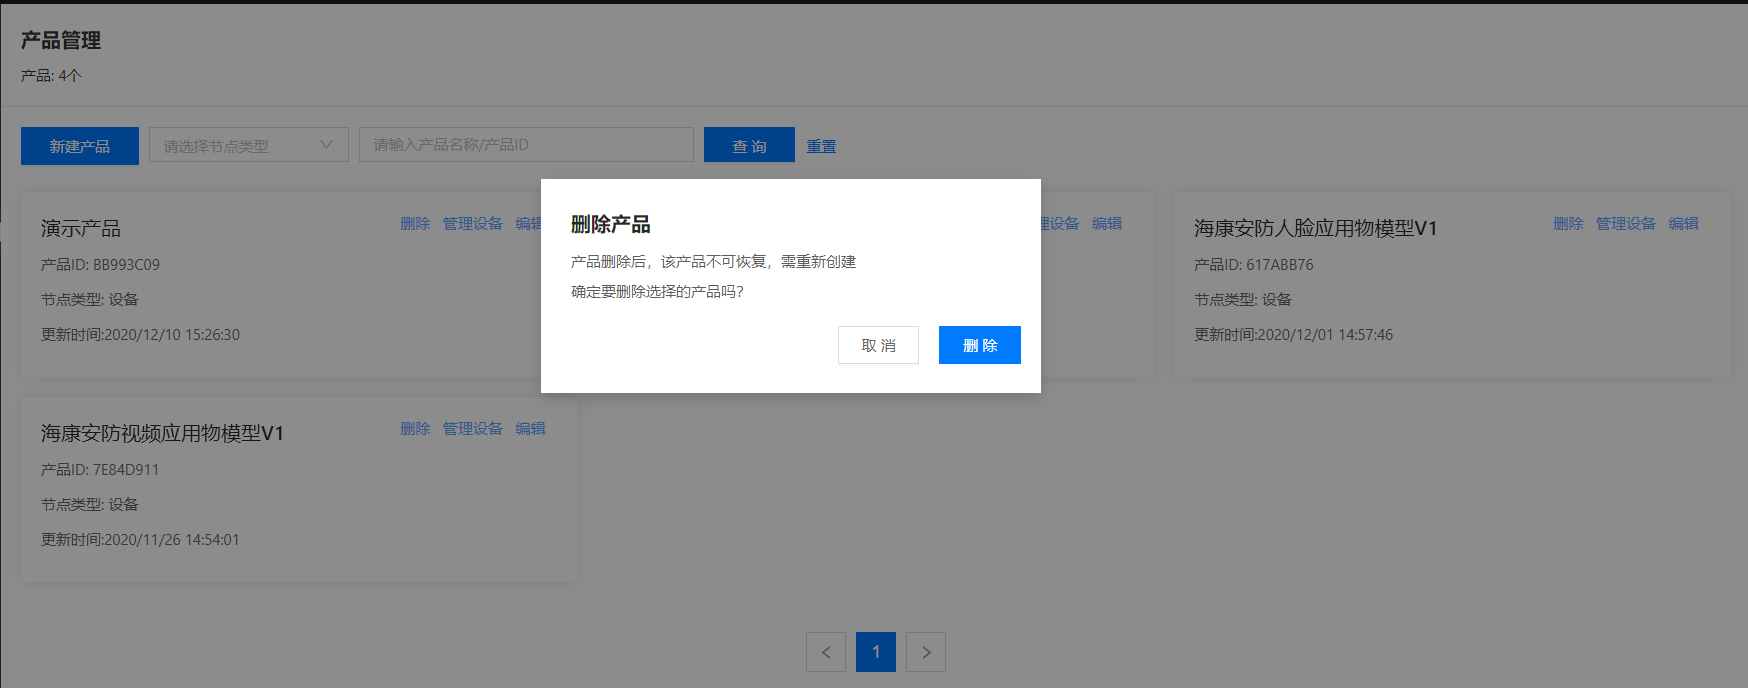 产品管理
产品: 4个
新建产品 请选择节点类型 请输入产品名称/产品ID 查 询 重置
演示产品 删除 管理设备 编辑
产品ID: BB993C09
节点类型: 设备
更新时间:2020/12/10 15:26:30
删除产品
产品删除后，该产品不可恢复，需重新创建
确定要删除选择的产品吗?
取 消 删 除
理设备 编辑
海康安防人脸应用物模型V1 删除 管理设备 编辑
产品ID: 617ABB76
节点类型: 设备
更新时间:2020/12/01 14:57:46
海康安防视频应用物模型V1 删除 管理设备 编辑
产品ID: 7E84D911
节点类型: 设备
更新时间:2020/11/26 14:54:01
< 1 >